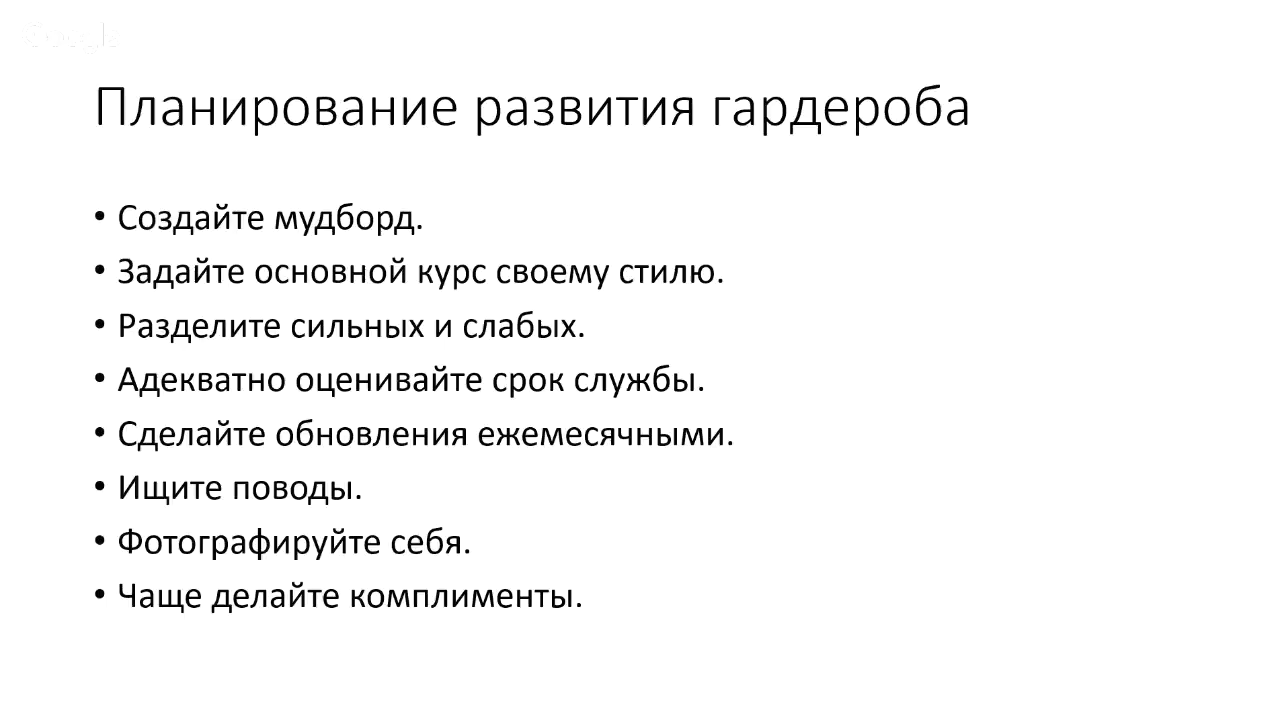 Планирование развития гардероба
• Создайте мудборд.
• Задайте основной курс своему стилю.
• Разделите сильных и слабых.
• Адекватно оценивайте срок службы.
• Сделайте обновления ежемесячными.
• Ищите поводы.
• Фотографируйте себя.
• Чаще делайте комплименты.